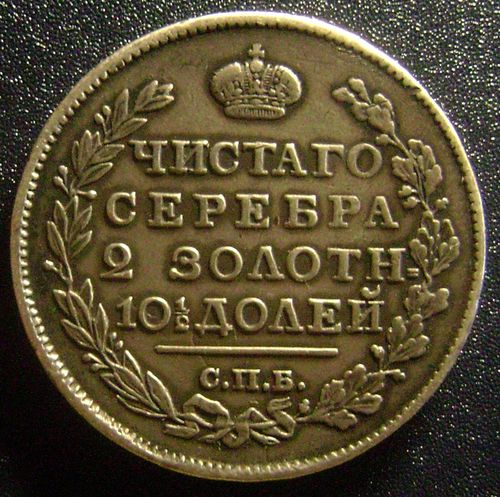 ЧИСТАГО
СЕРЕБРА
2 ЗОЛОТН=
10½ ДОЛЕЙ.
С.П.Б.